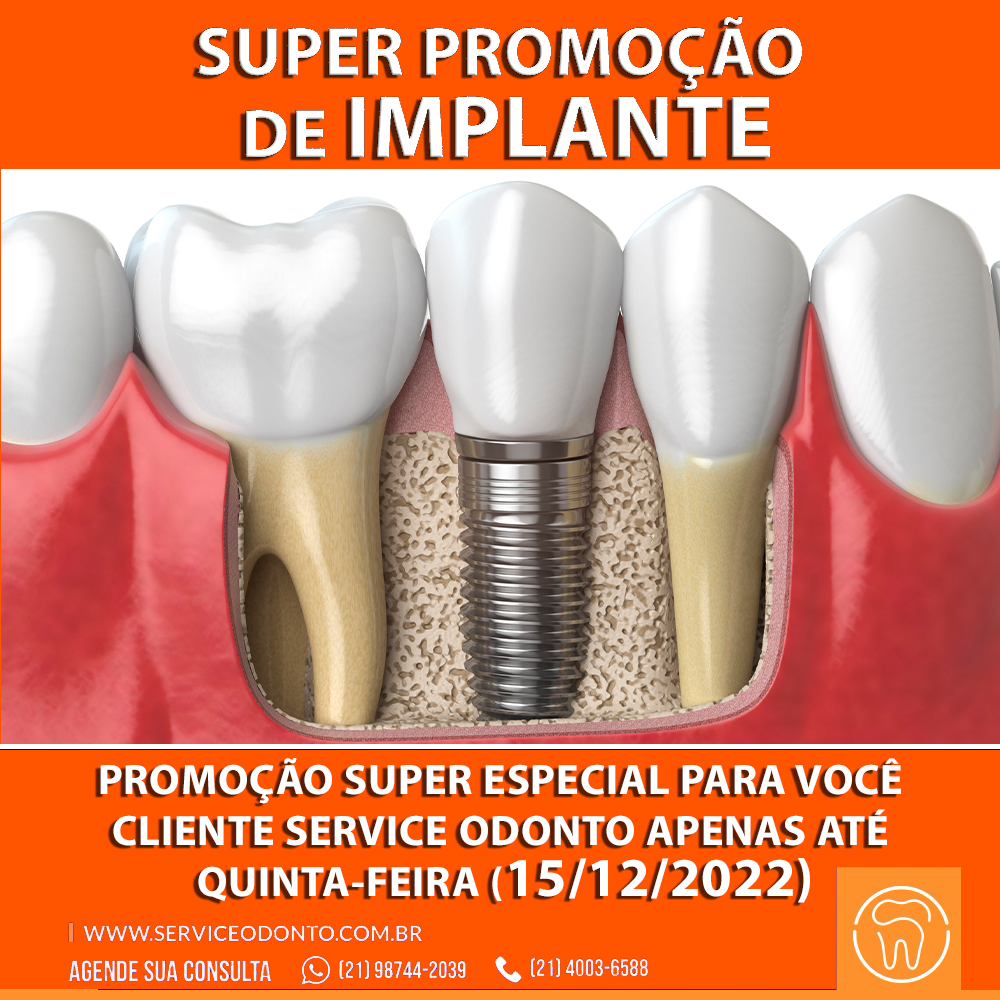 SUPER PROMOÇÃO
DE IMPLANTE
PROMOÇÃO SUPER ESPECIAL PARA VOCÊ
CLIENTE SERVICE ODONTO APENAS ATÉ
QUINTA-FEIRA (15/12/2022)
WWW.SERVICEODONTO.COM.BR
AGENDE SUA CONSULTA (21) 98744-2039 (21) 4003-6588